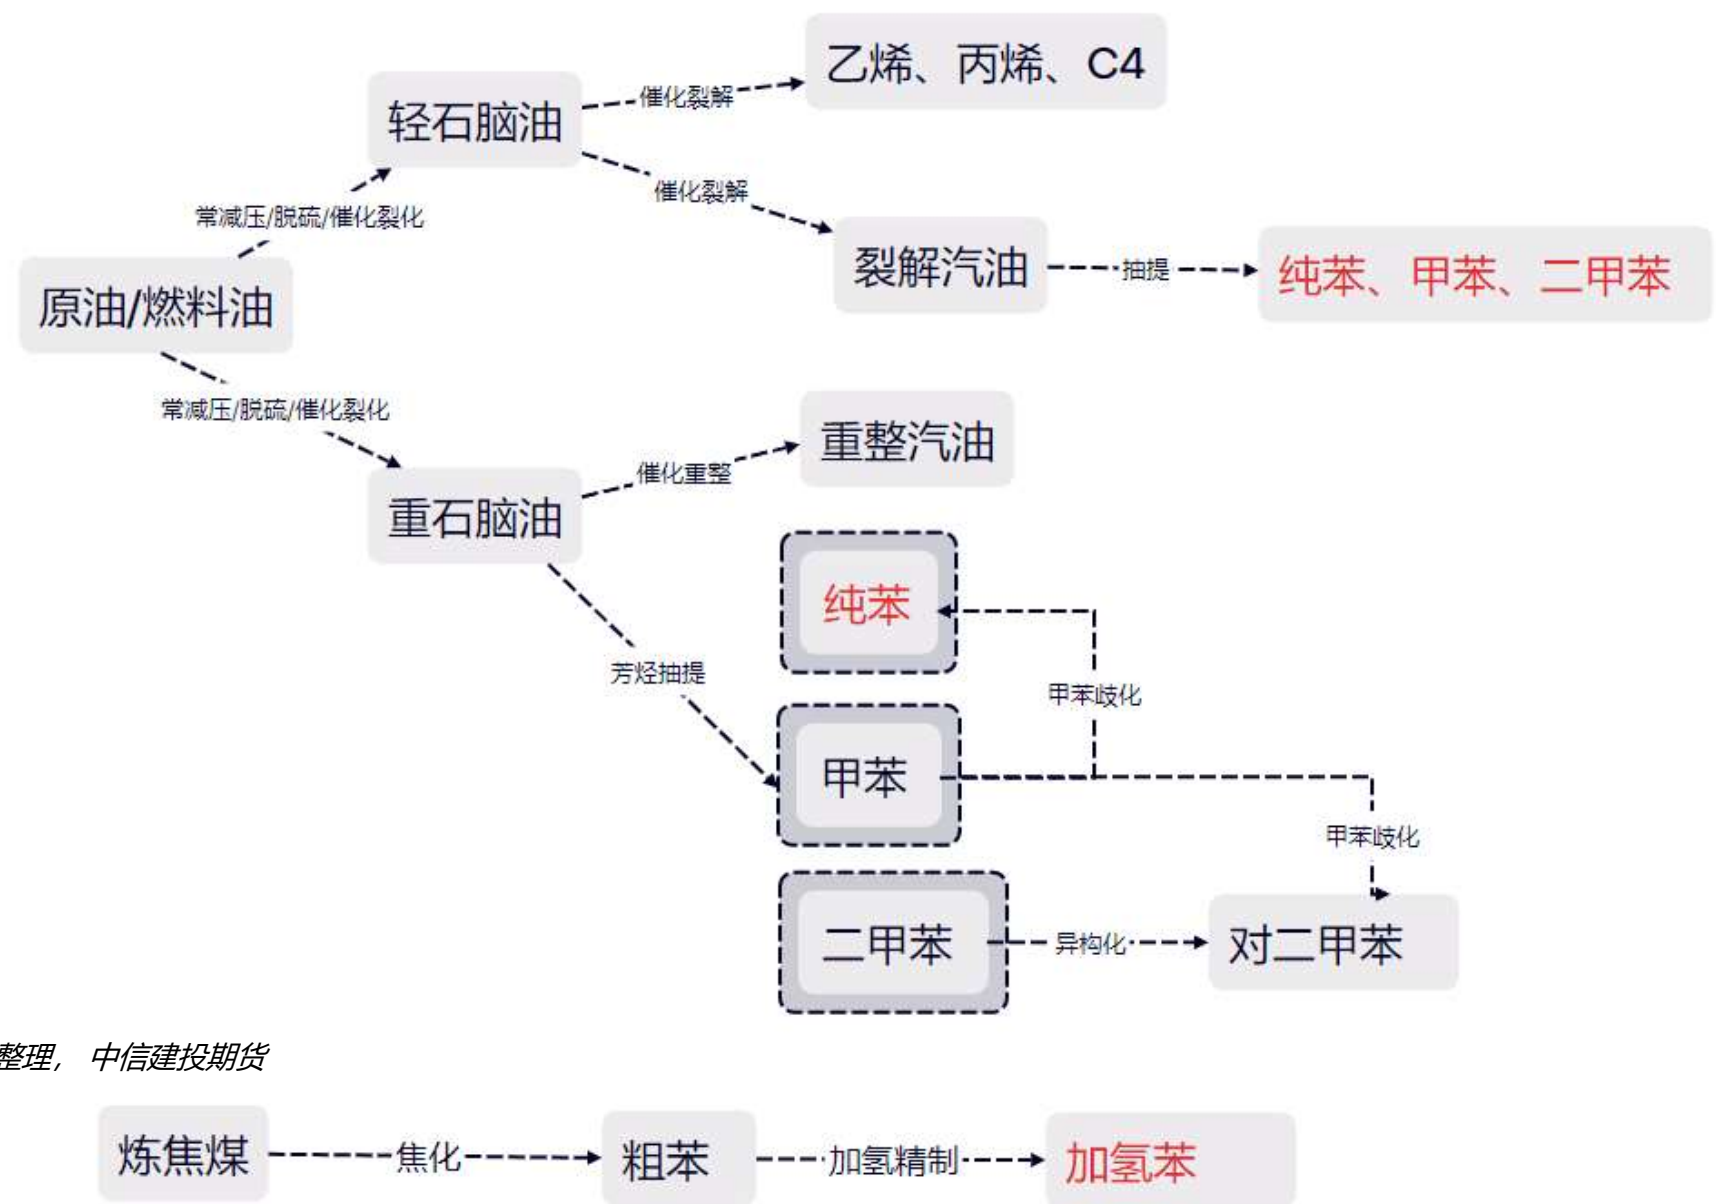 乙烯、丙烯、C4
轻石脑油
催化裂解
催化裂解
常减压/脱硫/催化裂化
裂解汽油
抽提
纯苯、甲苯、二甲苯
原油/燃料油
常减压/脱硫/催化裂化
重整汽油
催化重整
重石脑油
纯苯
芳烃抽提
甲苯歧化
甲苯
甲苯歧化
二甲苯
异构化
对二甲苯
整理， 中信建投期货
炼焦煤
焦化
粗苯
加氢精制
加氢苯